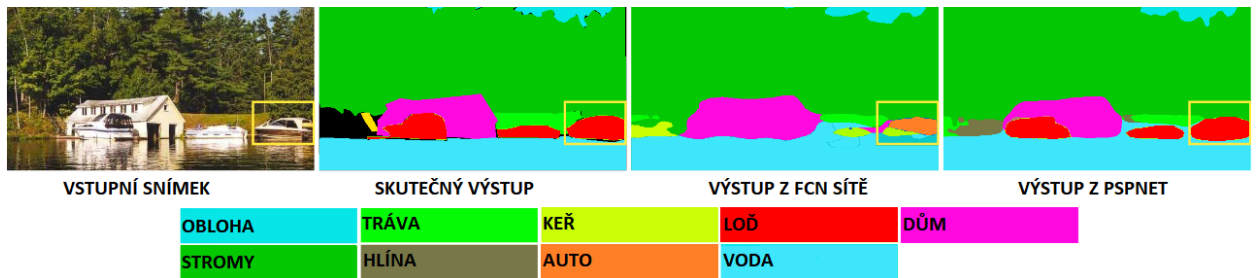 VSTUPNÍ SNÍMEK
SKUTEČNÝ VÝSTUP
VÝSTUP Z FCN SÍTĚ
VÝSTUP Z PSPNET
OBLOHA
TRÁVA
KEŘ
LOĎ
DŮM
STROMY
HLÍNA
AUTO
VODA